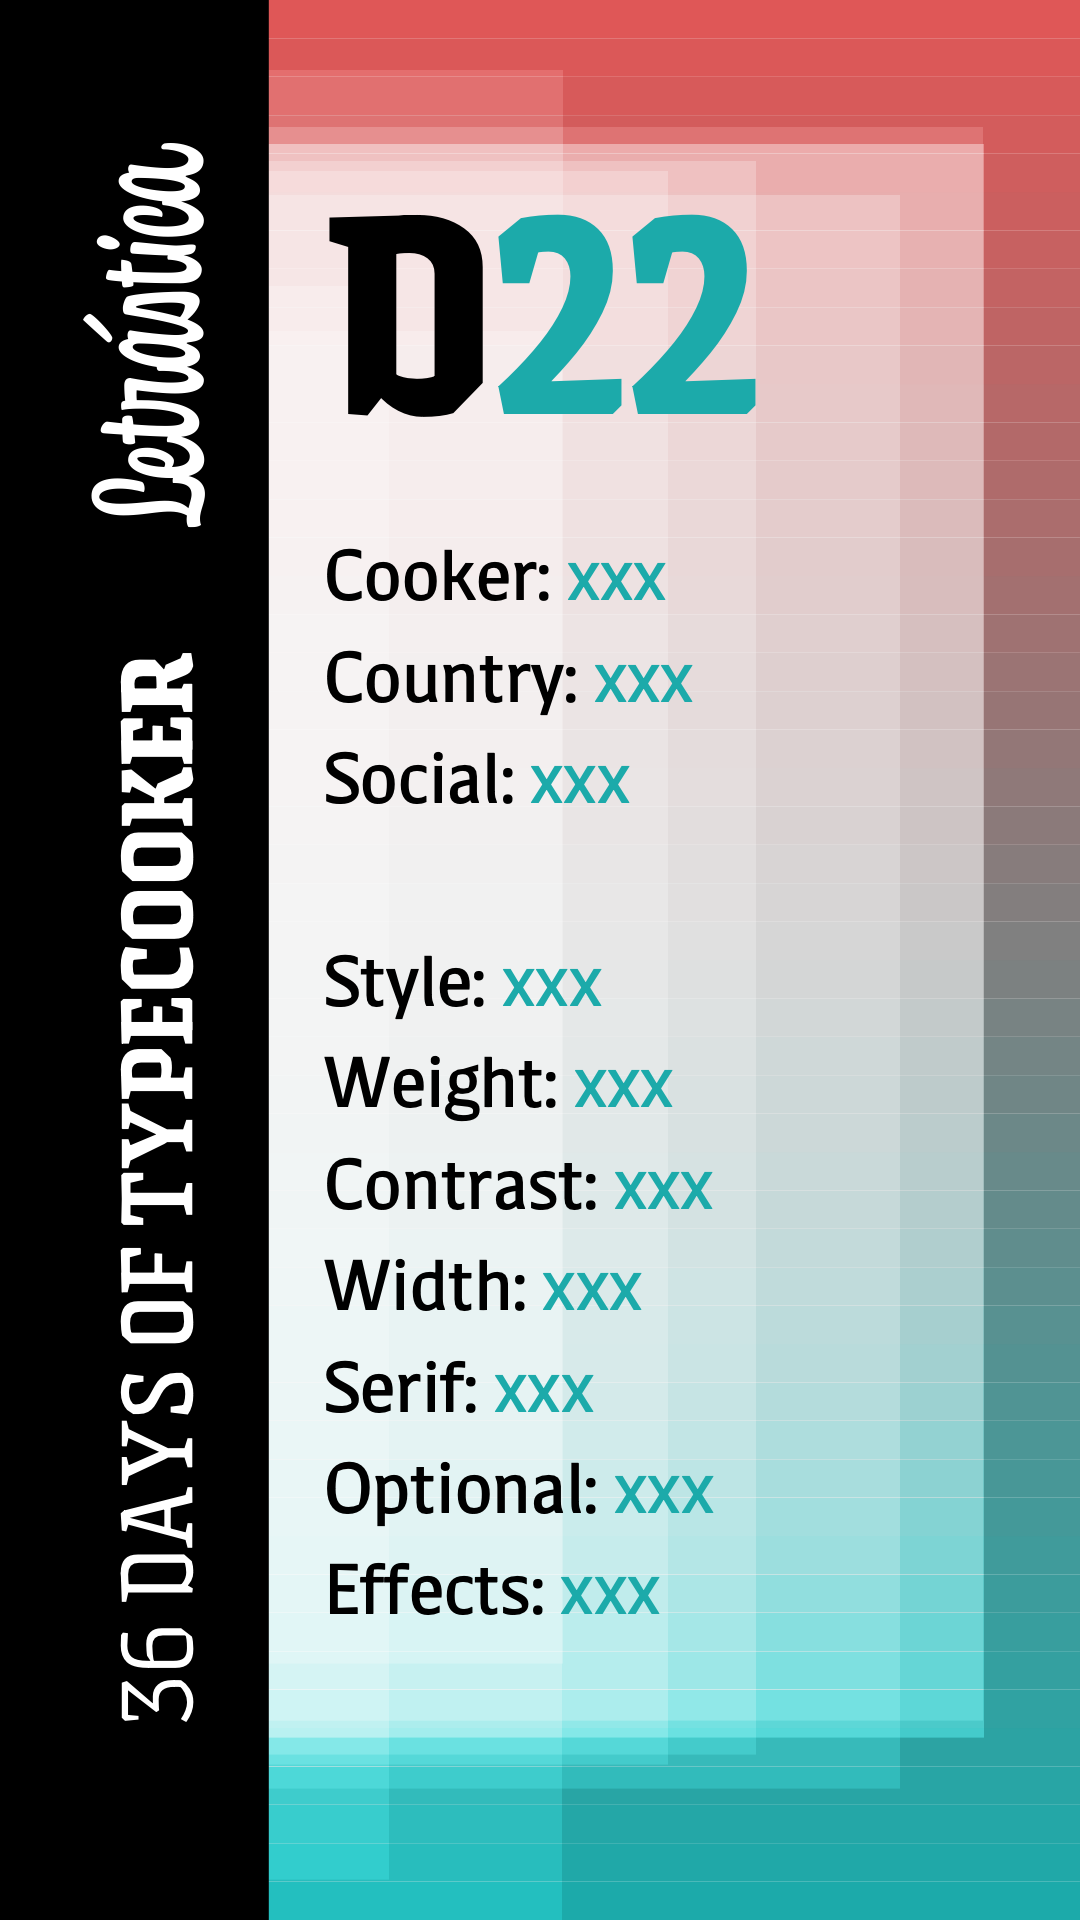 Letrástica
36 DAYS OF TYPECOOKER
D22
Cooker: xxx
Country: xxx
Social: xxx
Style: xxx
Weight: xxx
Contrast: xxx
Width: xxx
Serif: xxx
Optional: xxx
Effects: xxx